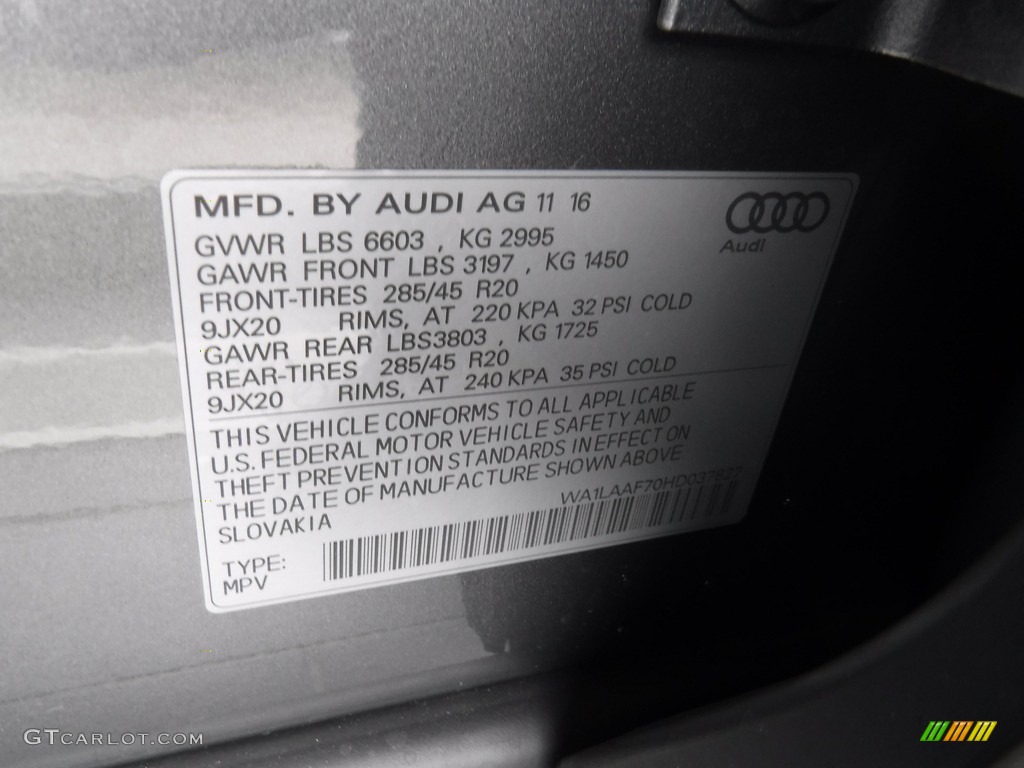 MFD. BY AUDI AG 11 16
Audi
GVWR LBS 6603 , KG 2995
GAWR FRONT LBS 3197 , KG 1450
FRONT-TIRES 285/45 R20
9JX20 RIMS, AT 220 KPA 32 PSI COLD
GAWR REAR LBS3803 , KG 1725
REAR-TIRES 285/45 R20
9JX20 RIMS, AT 240 KPA 35 PSI COLD
THIS VEHICLE CONFORMS TO ALL APPLICABLE
U.S. FEDERAL MOTOR VEHICLE SAFETY AND
THEFT PREVENTION STANDARDS IN EFFECT ON
THE DATE OF MANUFACTURE SHOWN ABOVE
SLOVAKIA
WA1LAAF70HD037827
TYPE:
MPV
GTCARLOT.COM